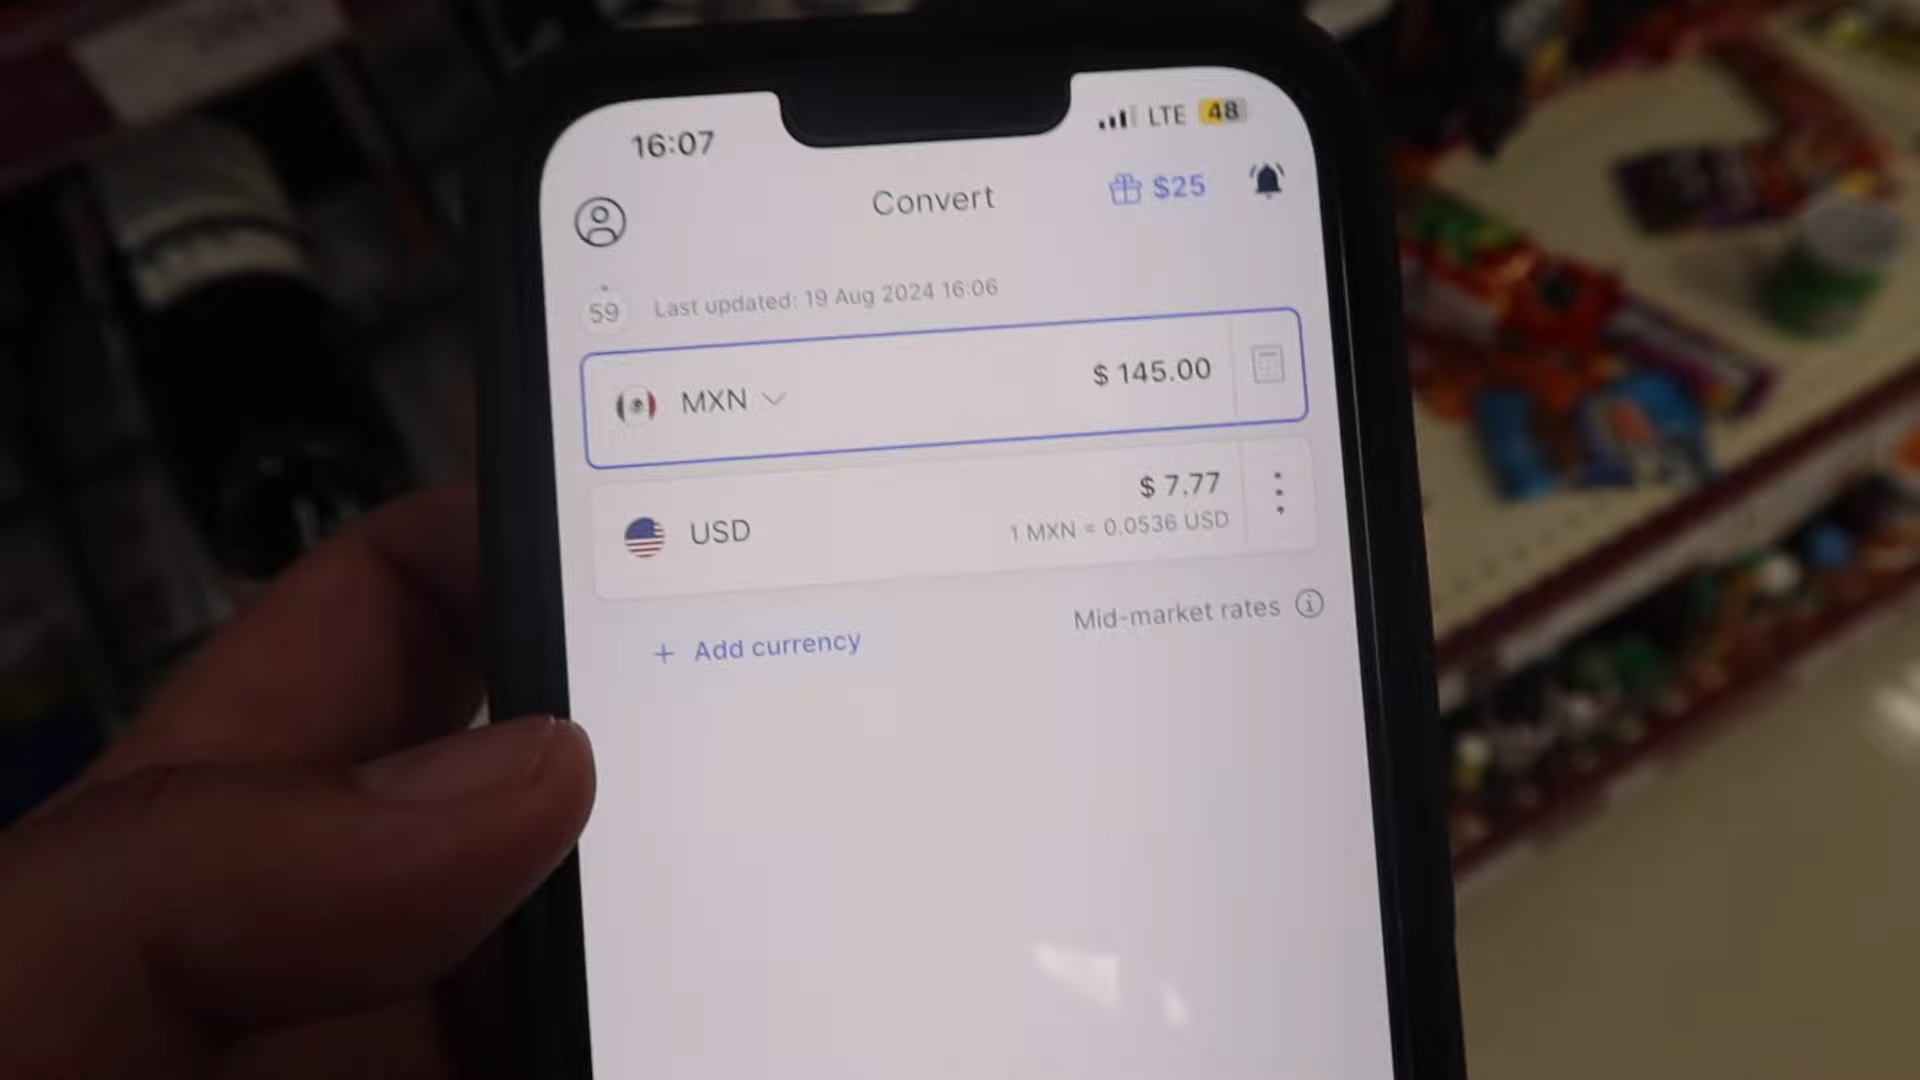 16:07
LTE 48
Convert
$25
59 Last updated: 19 Aug 2024 16:06
MXN $ 145.00
$ 7.77
USD 1 MXN = 0.0536 USD
Mid-market rates
+ Add currency